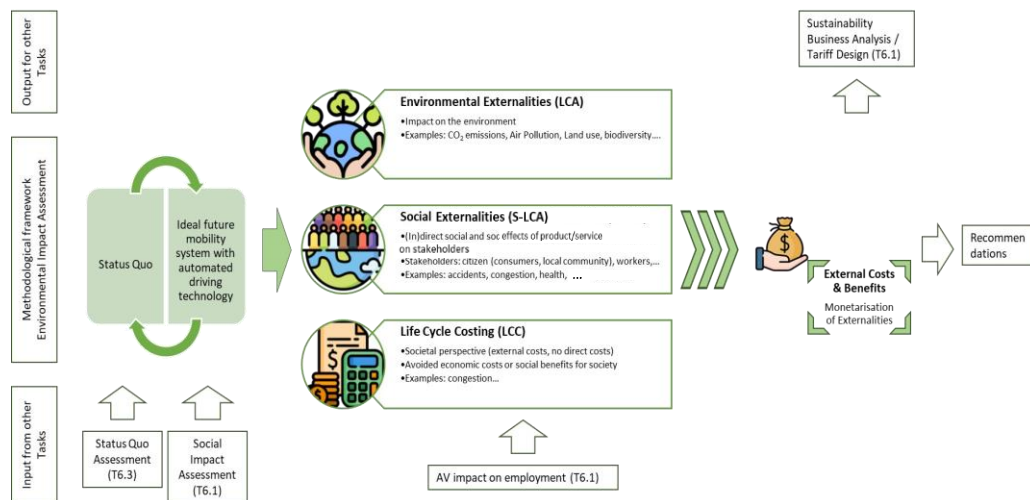 Output for other
Tasks
Sustainability
Business Analysis /
Tariff Design (T6.1)
Methodological framework
Environmental Impact Assessment
Status Quo
Ideal future
mobility
system with
automated
driving
technology
Environmental Externalities (LCA)
•Impact on the environment
•Examples: CO₂ emissions, Air Pollution, Land use, biodiversity....
Social Externalities (S-LCA)
•(In)direct social and soc effects of product/service
on stakeholders
•Stakeholders: citizen (consumers, local community), workers,...
•Examples: accidents, congestion, health, ...
Life Cycle Costing (LCC)
•Societal perspective (external costs, no direct costs)
•Avoided economic costs or social benefits for society
•Examples: congestion...
$
$
$
External Costs
& Benefits
Monetarisation
of Externalities
Recommen
dations
Input from other
Tasks
Status Quo
Assessment
(T6.3)
Social
Impact
Assessment
(T6.1)
AV impact on employment (T6.1)